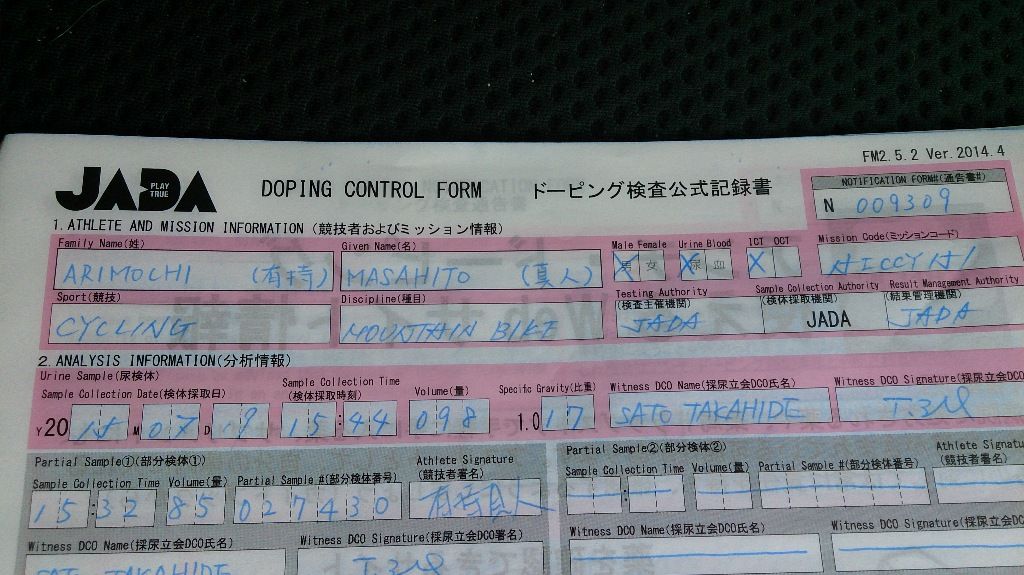 FM2.5.2 Ver.2014.4
JADA PLAY TRUE DOPING CONTROL FORM ドーピング検査公式記録書
NOTIFICATION FORM#(通告書#)
N 009309
1. ATHLETE AND MISSION INFORMATION (競技者およびミッション情報)
Family Name(姓) Given Name(名) Male Female Urine Blood ICT OCT Mission Code(ミッションコード)
ARIMOCHI (有持) MASAHITO (真人) 男 女 尿 血
Sport(競技) Discipline(種目) Testing Authority (検査主催機関) Sample Collection Authority (検体採取機関) Result Management Authority (結果管理機関)
CYCLING MOUNTAIN BIKE JADA JADA JADA
2. ANALYSIS INFORMATION(分析情報)
Urine Sample(尿検体)
Sample Collection Date(検体採取日) Sample Collection Time (検体採取時刻) Volume(量) Specific Gravity(比重) Witness DCO Name(採尿立会DCO氏名) Witness DCO Signature(採尿立会DCO
Y 20 15 M 07 D 19 15:44 098 1.0 17 SATO TAKAHIDE
Partial Sample①(部分検体①) Partial Sample②(部分検体②)
Sample Collection Time Volume(量) Partial Sample #(部分検体番号) Athlete Signature (競技者署名) Sample Collection Time Volume(量) Partial Sample #(部分検体番号) Athlete Signature (競技者署名)
15:32 85 027430 有持真人
Witness DCO Name(採尿立会DCO氏名) Witness DCO Signature(採尿立会DCO署名) Witness DCO Name(採尿立会DCO氏名) Witness DCO Signature(採尿立会DCO
SATO TAKAHIDE